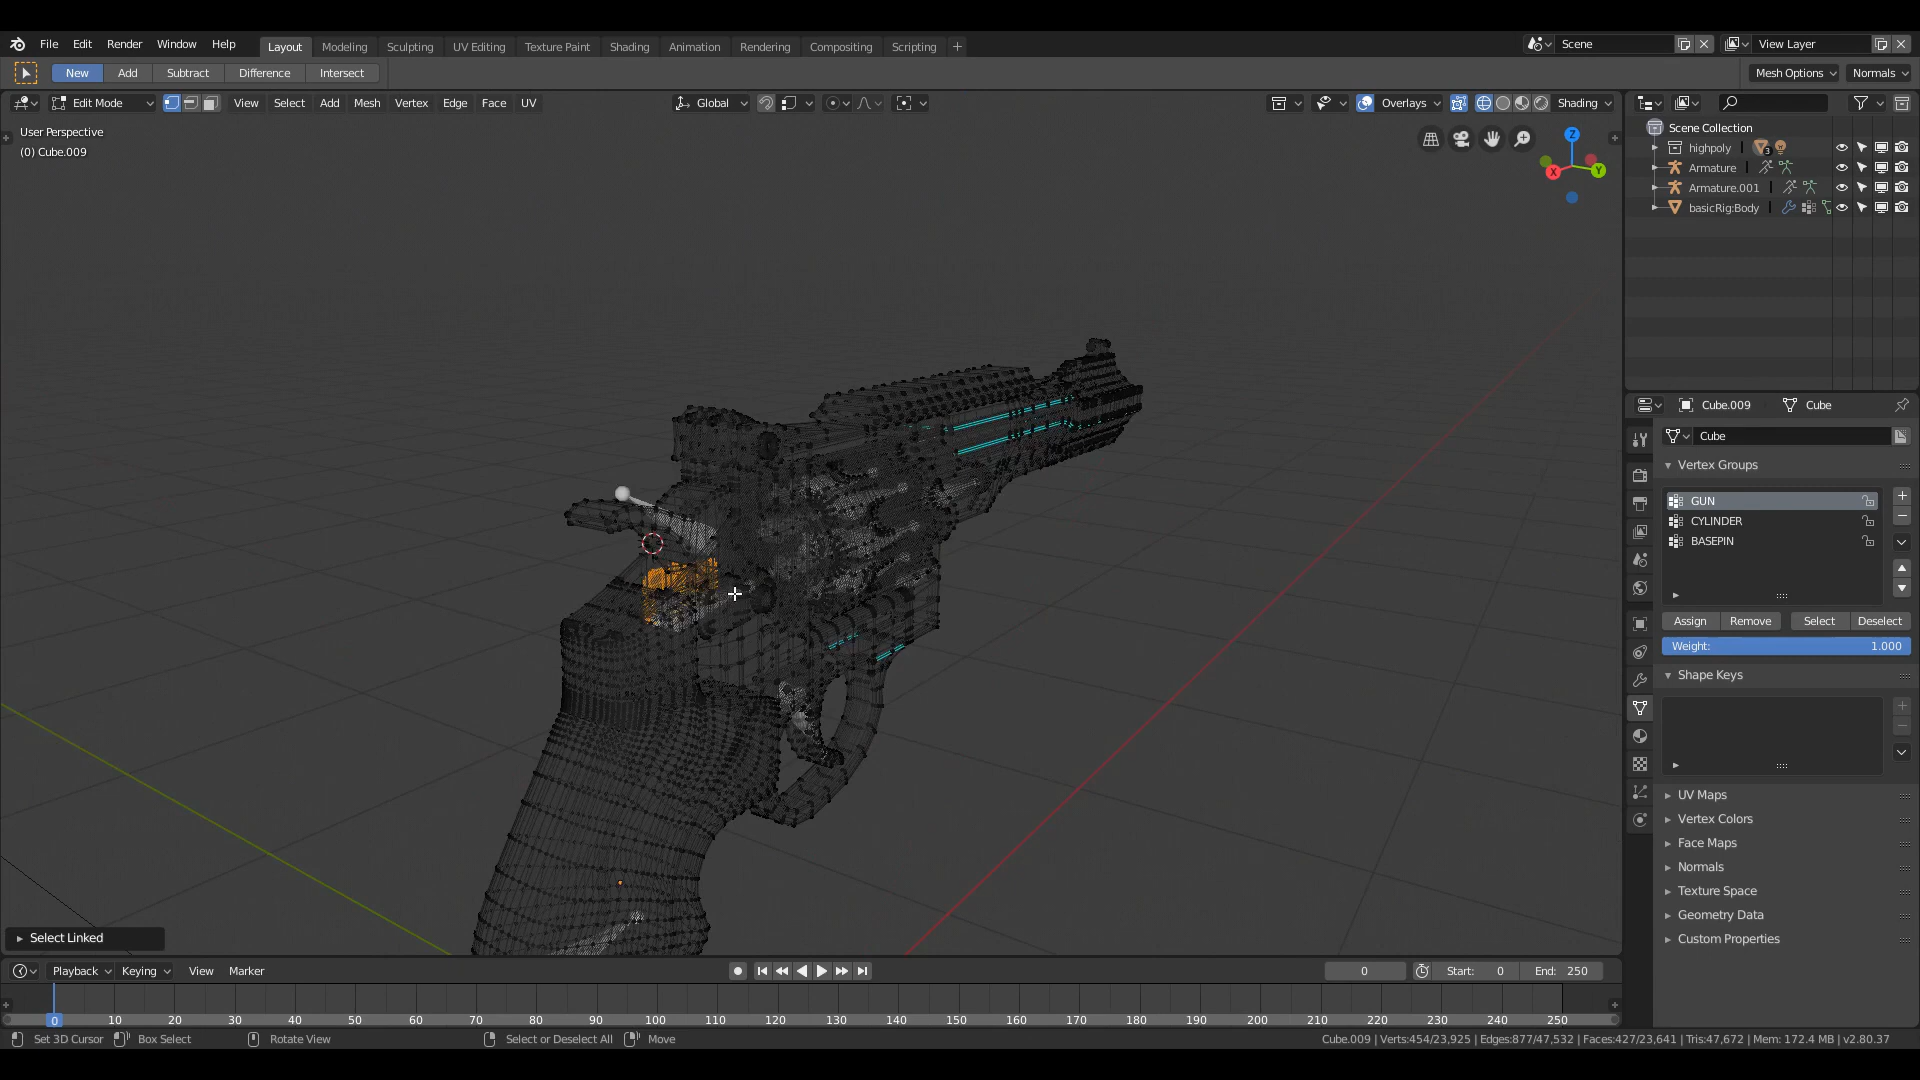 File Edit Render Window Help Layout Modeling Sculpting UV Editing Texture Paint Shading Animation Rendering Compositing Scripting + Scene View Layer
New Add Subtract Difference Intersect Mesh Options Normals
Edit Mode View Select Add Mesh Vertex Edge Face UV Global Overlays Shading
User Perspective
(0) Cube.009
Z
X Y
Scene Collection
highpoly 3
Armature
Armature.001
basicRig:Body
Cube.009 Cube
Cube
Vertex Groups
GUN
CYLINDER
BASEPIN
Assign Remove Select Deselect
Weight: 1.000
Shape Keys
UV Maps
Vertex Colors
Face Maps
Normals
Texture Space
Geometry Data
Custom Properties
Select Linked
Playback Keying View Marker 0 Start: 0 End: 250
0 10 20 30 40 50 60 70 80 90 100 110 120 130 140 150 160 170 180 190 200 210 220 230 240 250
Set 3D Cursor Box Select Rotate View Select or Deselect All Move Cube.009 | Verts:454/23,925 | Edges:877/47,532 | Faces:427/23,641 | Tris:47,672 | Mem: 172.4 MB | v2.80.37